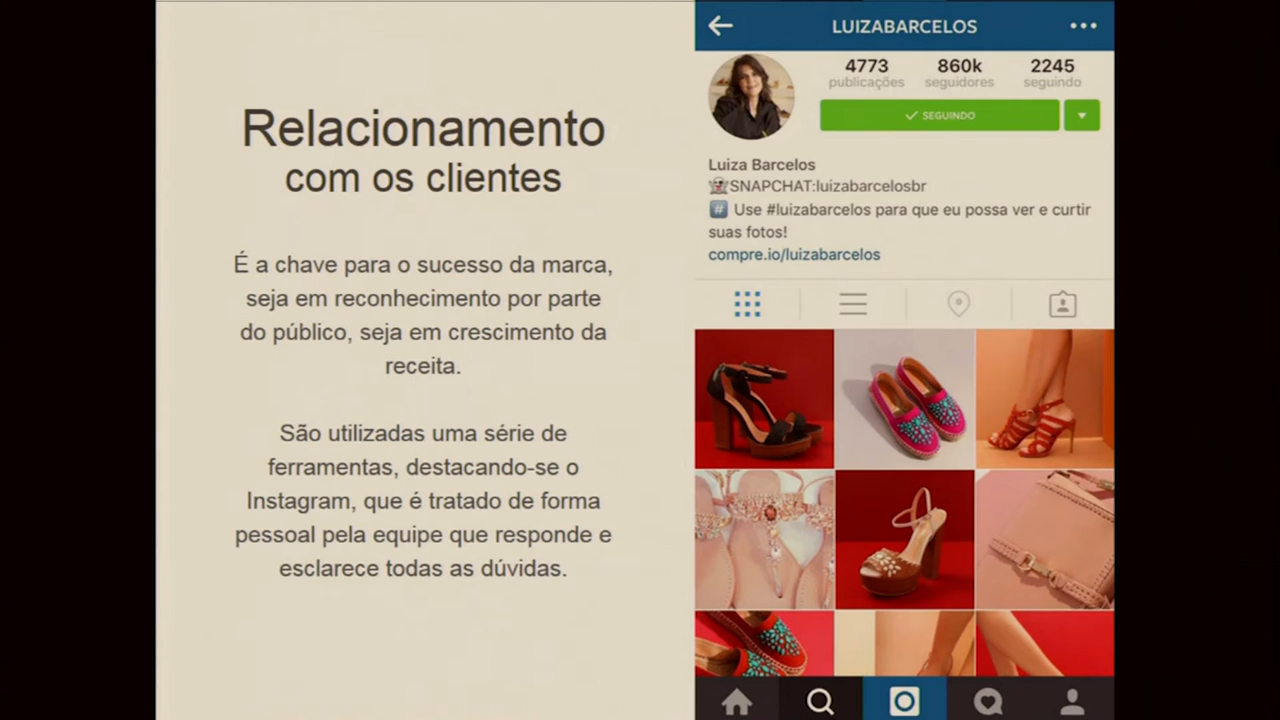 Relacionamento
com os clientes
É a chave para o sucesso da marca,
seja em reconhecimento por parte
do público, seja em crescimento da
receita.
São utilizadas uma série de
ferramentas, destacando-se o
Instagram, que é tratado de forma
pessoal pela equipe que responde e
esclarece todas as dúvidas.
LUIZABARCELOS
4773 860k 2245
publicações seguidores seguindo
SEGUINDO
Luiza Barcelos
SNAPCHAT:luizabarcelosbr
# Use #luizabarcelos para que eu possa ver e curtir
suas fotos!
compre.io/luizabarcelos